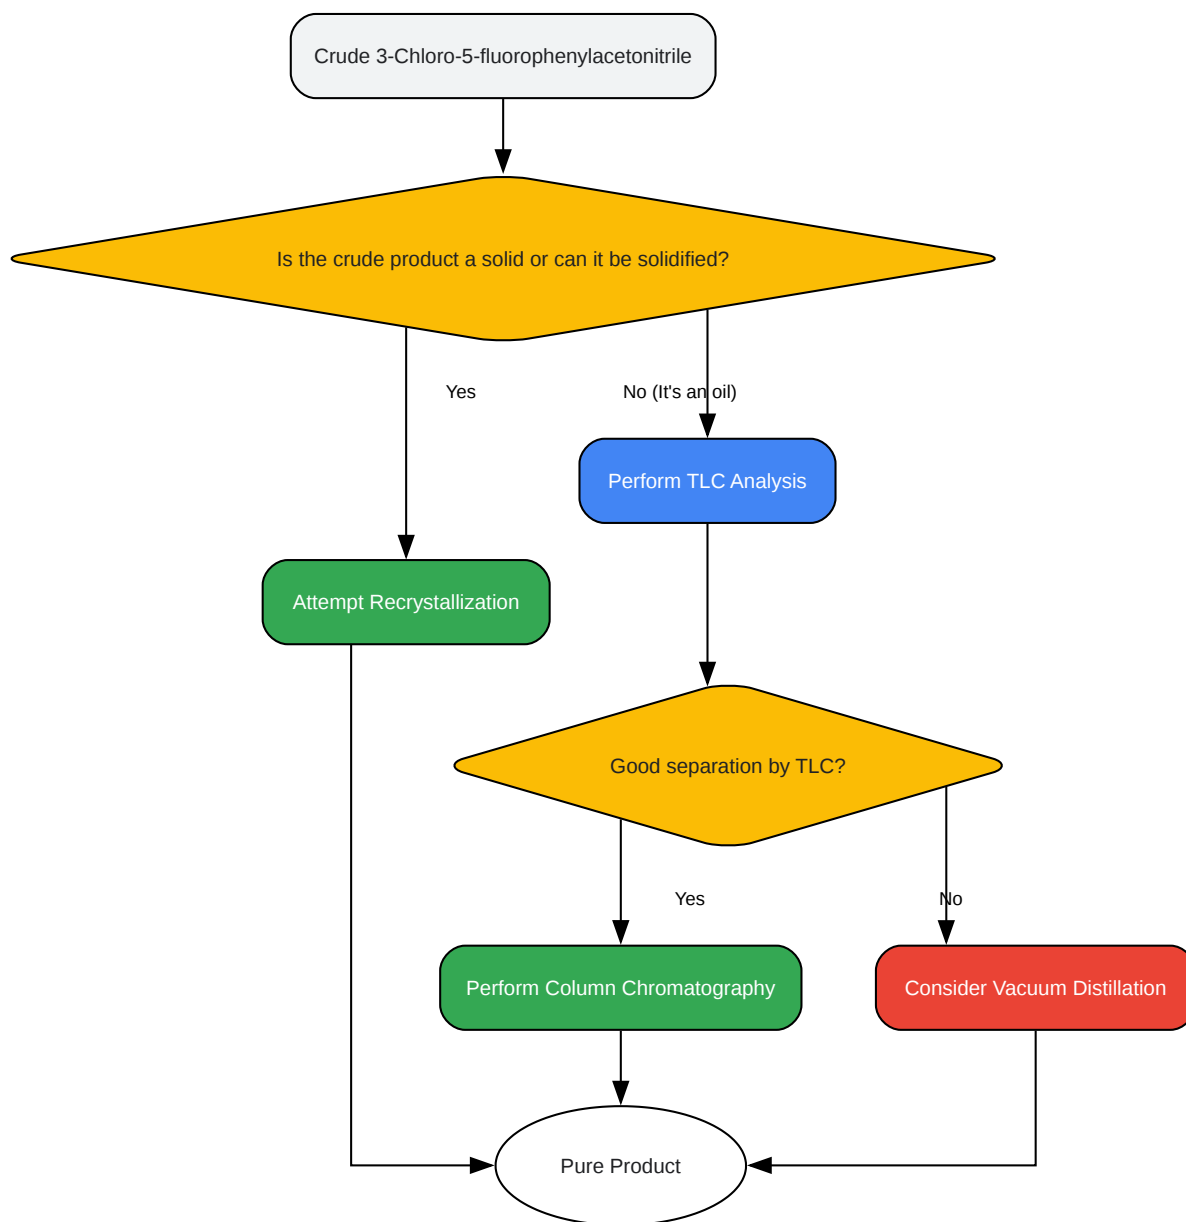 Crude 3-Chloro-5-fluorophenylacetonitrile
Is the crude product a solid or can it be solidified?
Yes
No (It's an oil)
Perform TLC Analysis
Attempt Recrystallization
Good separation by TLC?
Yes
No
Perform Column Chromatography
Consider Vacuum Distillation
Pure Product